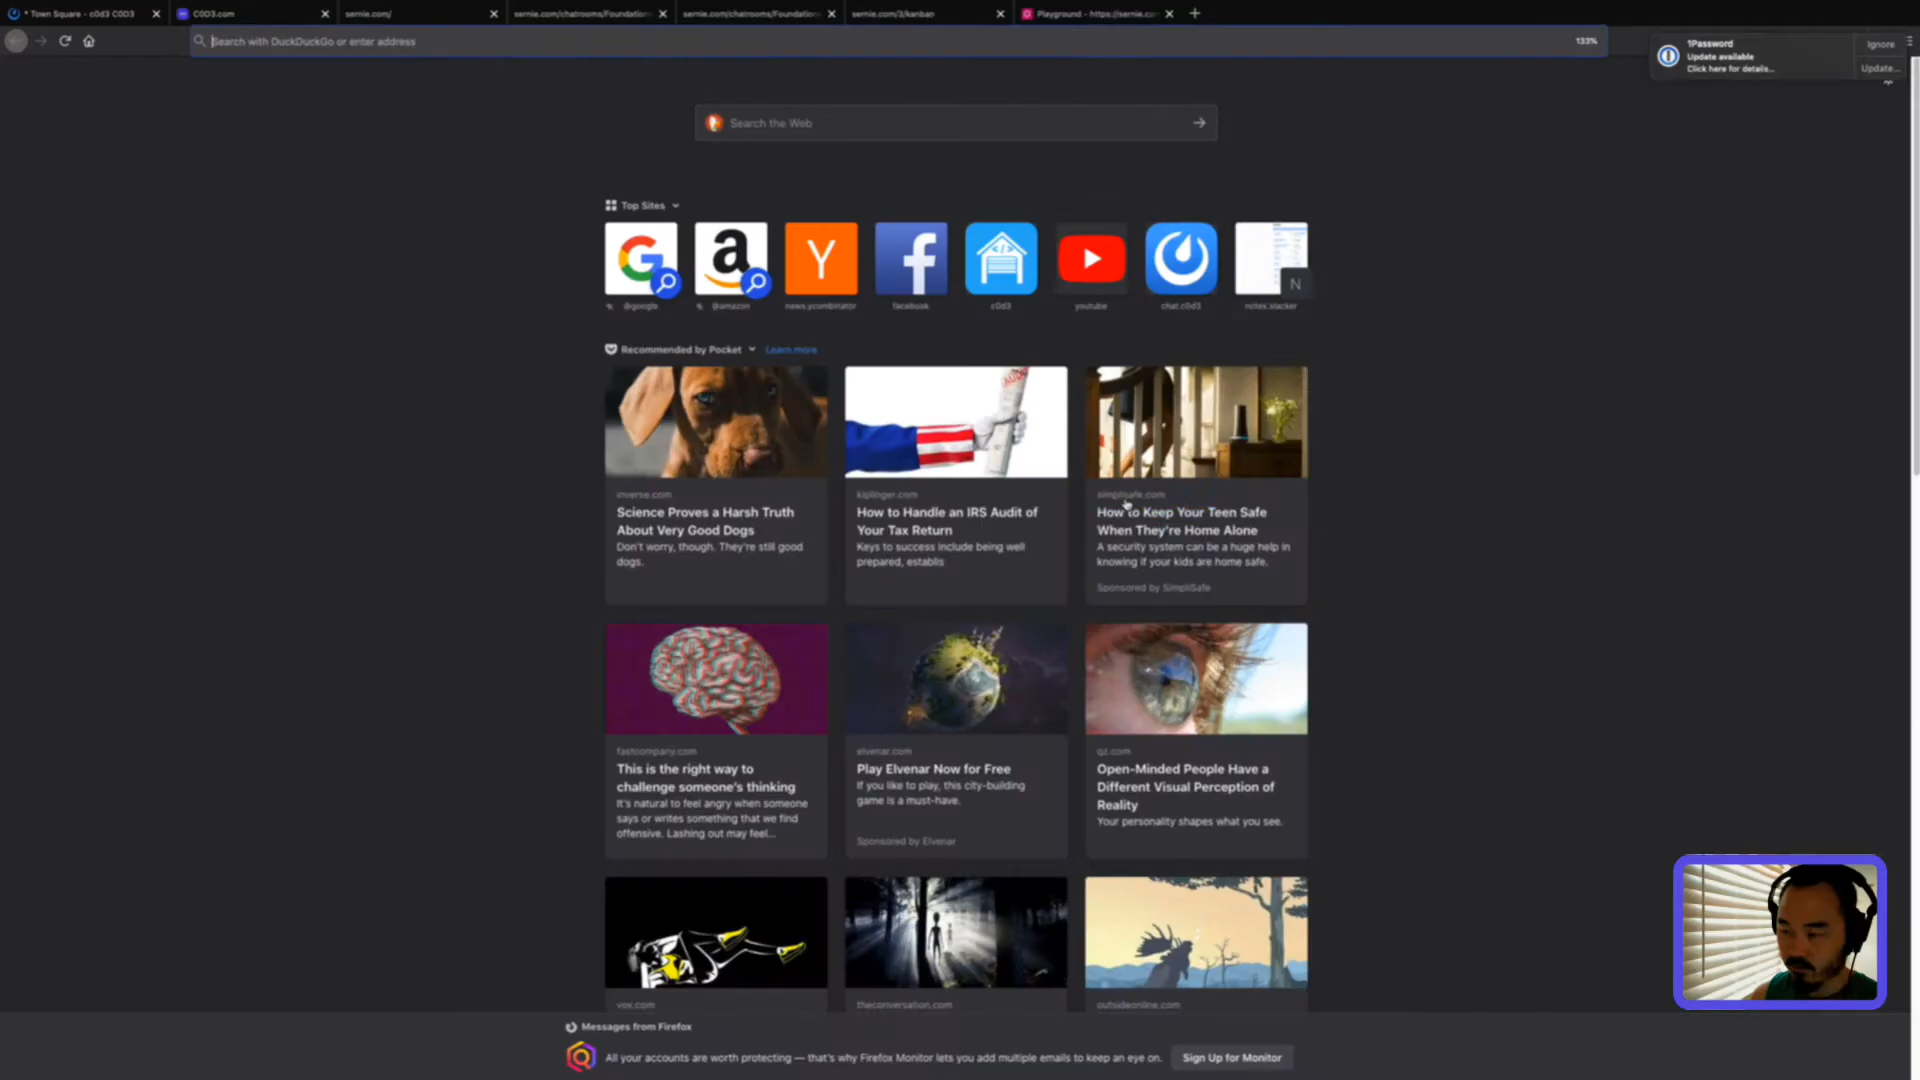 * Town Square - c0d3 C0D3
C0D3.com
sernie.com/
sernie.com/chatrooms/Foundation
sernie.com/chatrooms/Foundation
sernie.com/3/kanban
Playground - https://sernie.co
Search with DuckDuckGo or enter address
133%
1Password
Update available
Click here for details...
Ignore
Update...
Search the Web
Top Sites
@google
@amazon
news.ycombinator
facebook
c0d3
youtube
chat.c0d3
N
notes.slacker
Recommended by Pocket
Learn more
inverse.com
Science Proves a Harsh Truth
About Very Good Dogs
Don't worry, though. They're still good
dogs.
kiplinger.com
How to Handle an IRS Audit of
Your Tax Return
Keys to success include being well
prepared, establis
simplisafe.com
How to Keep Your Teen Safe
When They're Home Alone
A security system can be a huge help in
knowing if your kids are home safe.
Sponsored by SimpliSafe
fastcompany.com
This is the right way to
challenge someone's thinking
It's natural to feel angry when someone
says or writes something that we find
offensive. Lashing out may feel...
elvenar.com
Play Elvenar Now for Free
If you like to play, this city-building
game is a must-have.
Sponsored by Elvenar
qz.com
Open-Minded People Have a
Different Visual Perception of
Reality
Your personality shapes what you see.
vox.com
theconversation.com
outsideonline.com
Messages from Firefox
All your accounts are worth protecting — that's why Firefox Monitor lets you add multiple emails to keep an eye on.
Sign Up for Monitor